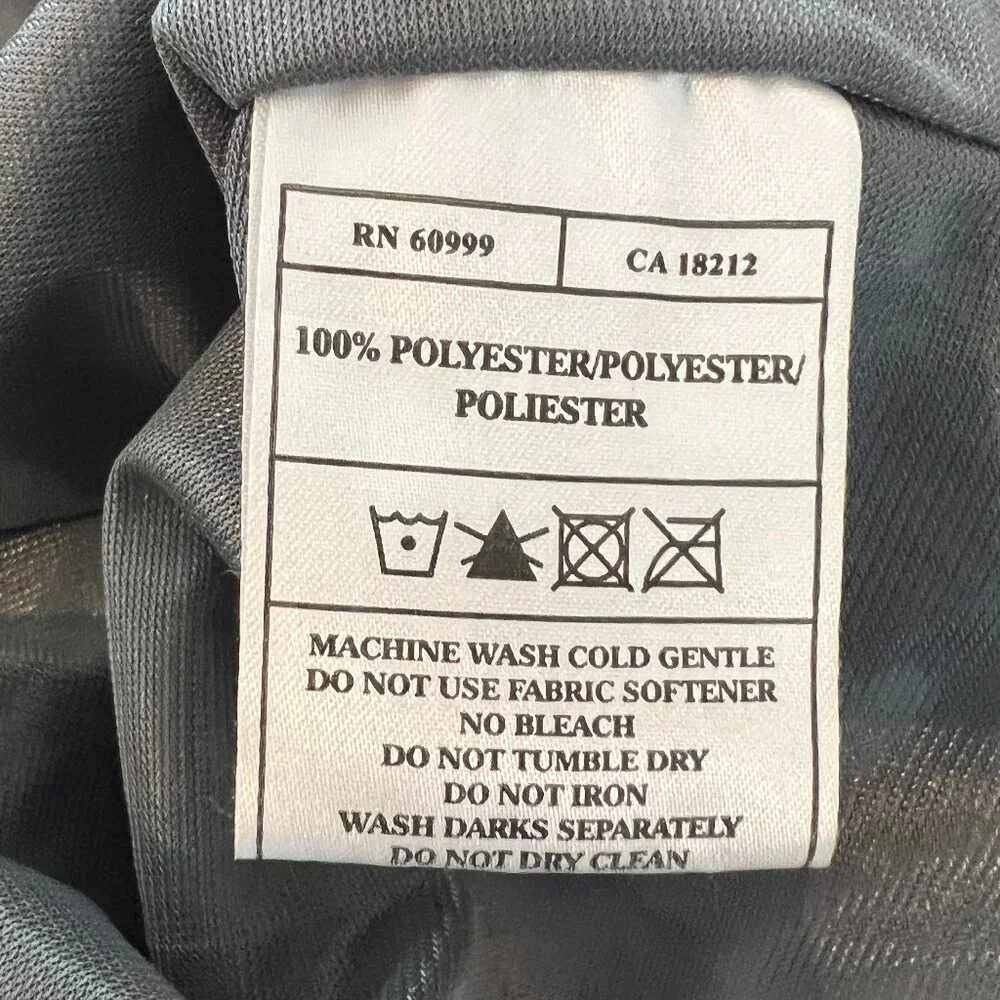 RN 60999
CA 18212
100% POLYESTER/POLYESTER/
POLIESTER
MACHINE WASH COLD GENTLE
DO NOT USE FABRIC SOFTENER
NO BLEACH
DO NOT TUMBLE DRY
DO NOT IRON
WASH DARKS SEPARATELY
DO NOT DRY CLEAN